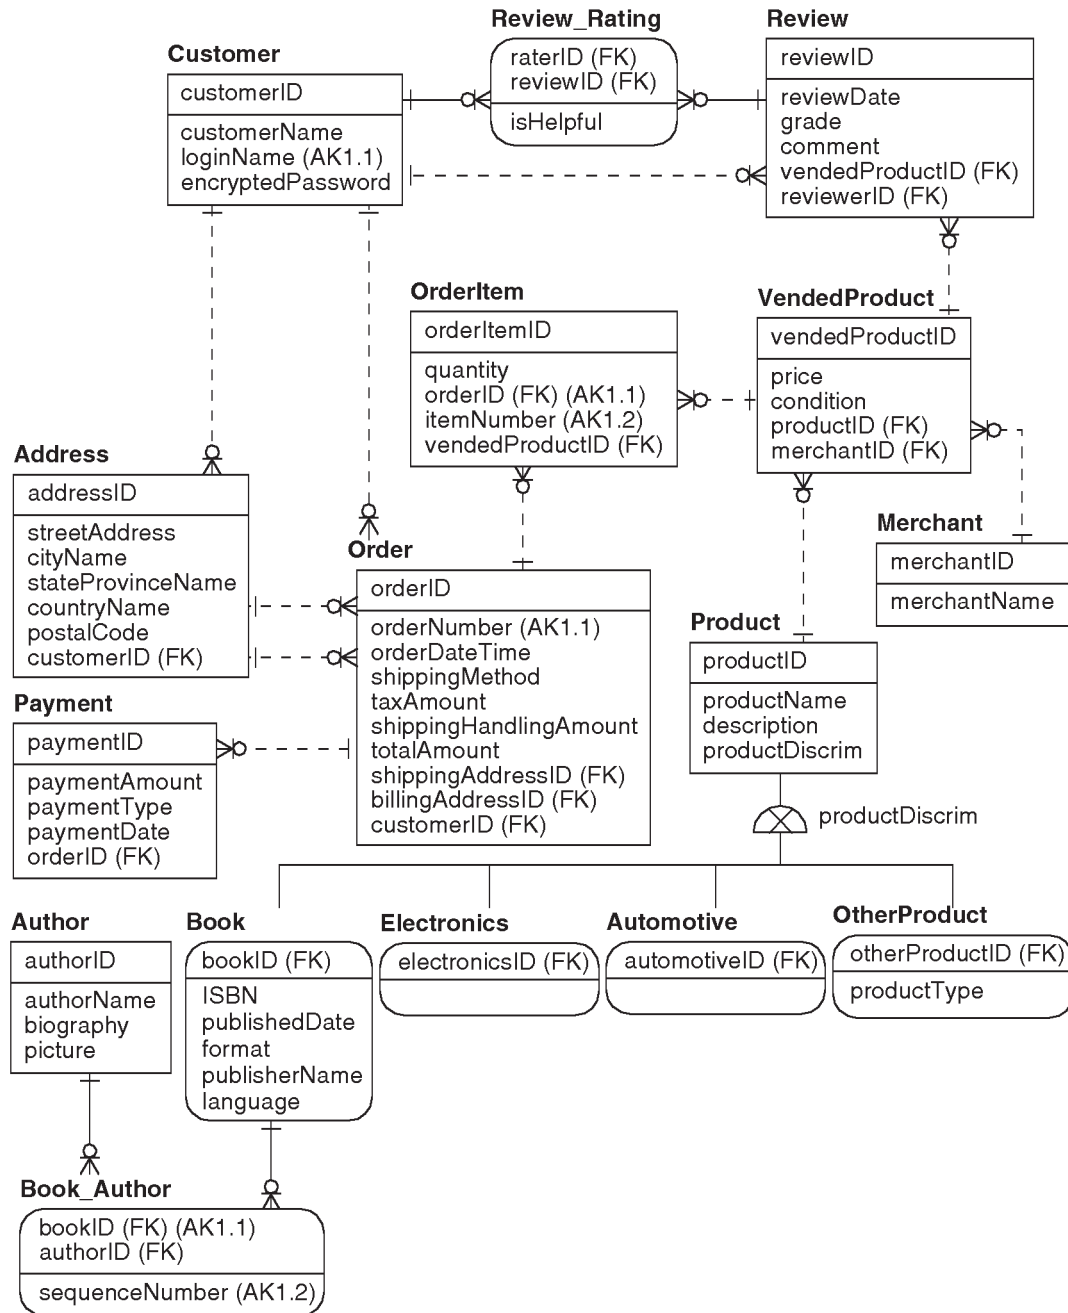 Customer
customerID
customerName
loginName (AK1.1)
encryptedPassword
Review_Rating
raterID (FK)
reviewID (FK)
isHelpful
Review
reviewID
reviewDate
grade
comment
vendedProductID (FK)
reviewerID (FK)
OrderItem
orderItemID
quantity
orderID (FK) (AK1.1)
itemNumber (AK1.2)
vendedProductID (FK)
VendedProduct
vendedProductID
price
condition
productID (FK)
merchantID (FK)
Address
addressID
streetAddress
cityName
stateProvinceName
countryName
postalCode
customerID (FK)
Order
orderID
orderNumber (AK1.1)
orderDateTime
shippingMethod
taxAmount
shippingHandlingAmount
totalAmount
shippingAddressID (FK)
billingAddressID (FK)
customerID (FK)
Merchant
merchantID
merchantName
Product
productID
productName
description
productDiscrim
productDiscrim
Payment
paymentID
paymentAmount
paymentType
paymentDate
orderID (FK)
Author
authorID
authorName
biography
picture
Book
bookID (FK)
ISBN
publishedDate
format
publisherName
language
Electronics
electronicsID (FK)
Automotive
automotiveID (FK)
OtherProduct
otherProductID (FK)
productType
Book_Author
bookID (FK) (AK1.1)
authorID (FK)
sequenceNumber (AK1.2)